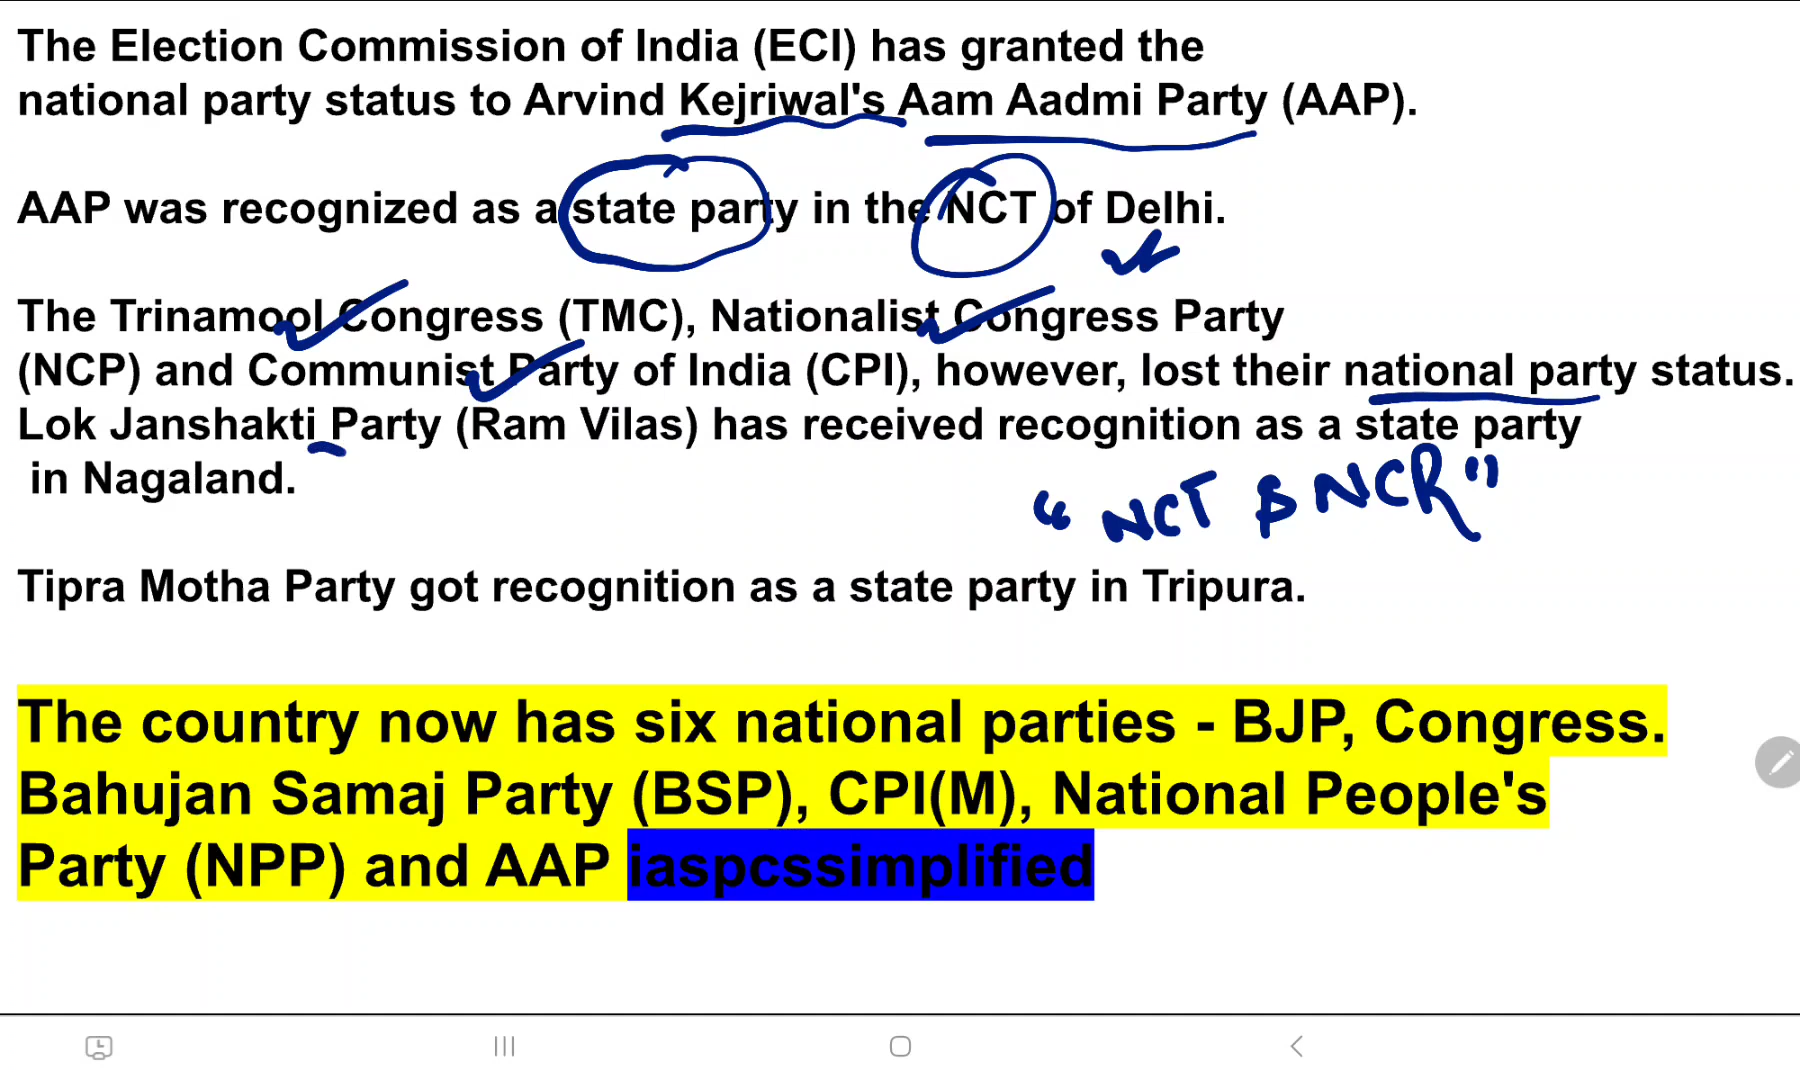 The Election Commission of India (ECI) has granted the
national party status to Arvind Kejriwal's Aam Aadmi Party (AAP).
AAP was recognized as a state party in the NCT of Delhi.
The Trinamool Congress (TMC), Nationalist Congress Party
(NCP) and Communist Party of India (CPI), however, lost their national party status.
Lok Janshakti Party (Ram Vilas) has received recognition as a state party
in Nagaland.
"NCT & NCR"
Tipra Motha Party got recognition as a state party in Tripura.
The country now has six national parties - BJP, Congress.
Bahujan Samaj Party (BSP), CPI(M), National People's
Party (NPP) and AAP iaspcssimplified